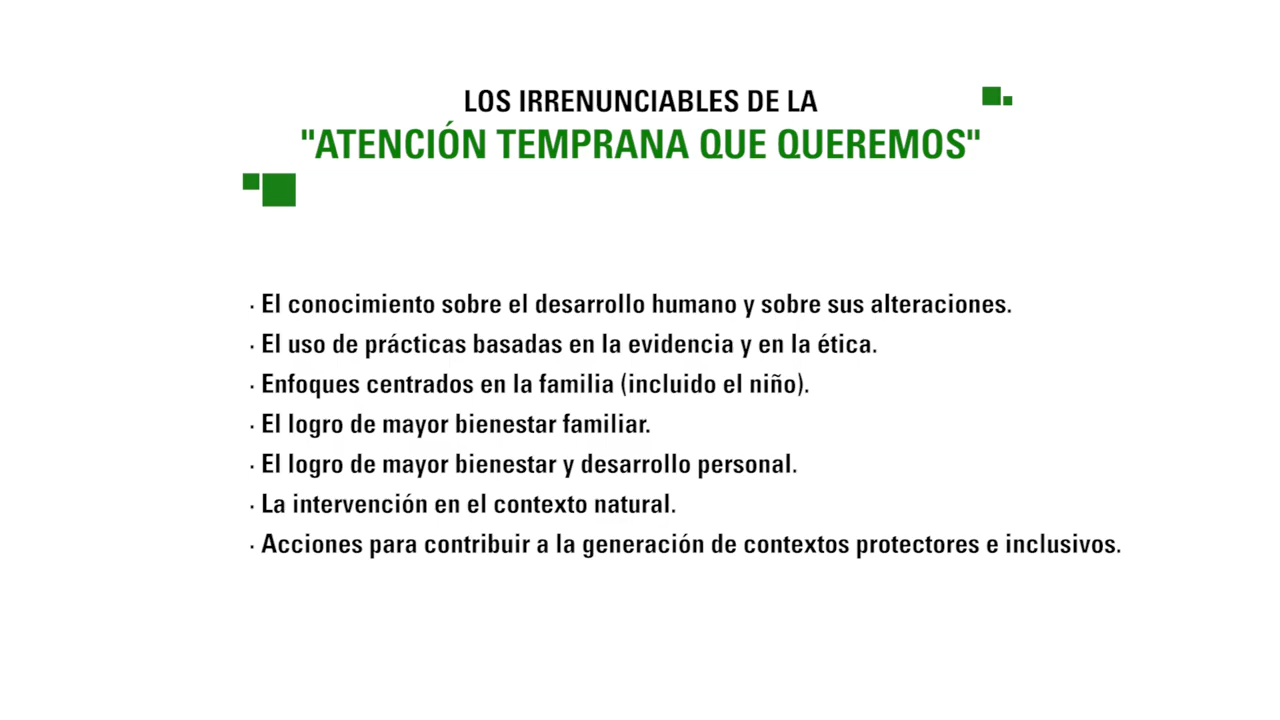 LOS IRRENUNCIABLES DE LA
"ATENCIÓN TEMPRANA QUE QUEREMOS"
· El conocimiento sobre el desarrollo humano y sobre sus alteraciones.
· El uso de prácticas basadas en la evidencia y en la ética.
· Enfoques centrados en la familia (incluido el niño).
· El logro de mayor bienestar familiar.
· El logro de mayor bienestar y desarrollo personal.
· La intervención en el contexto natural.
· Acciones para contribuir a la generación de contextos protectores e inclusivos.